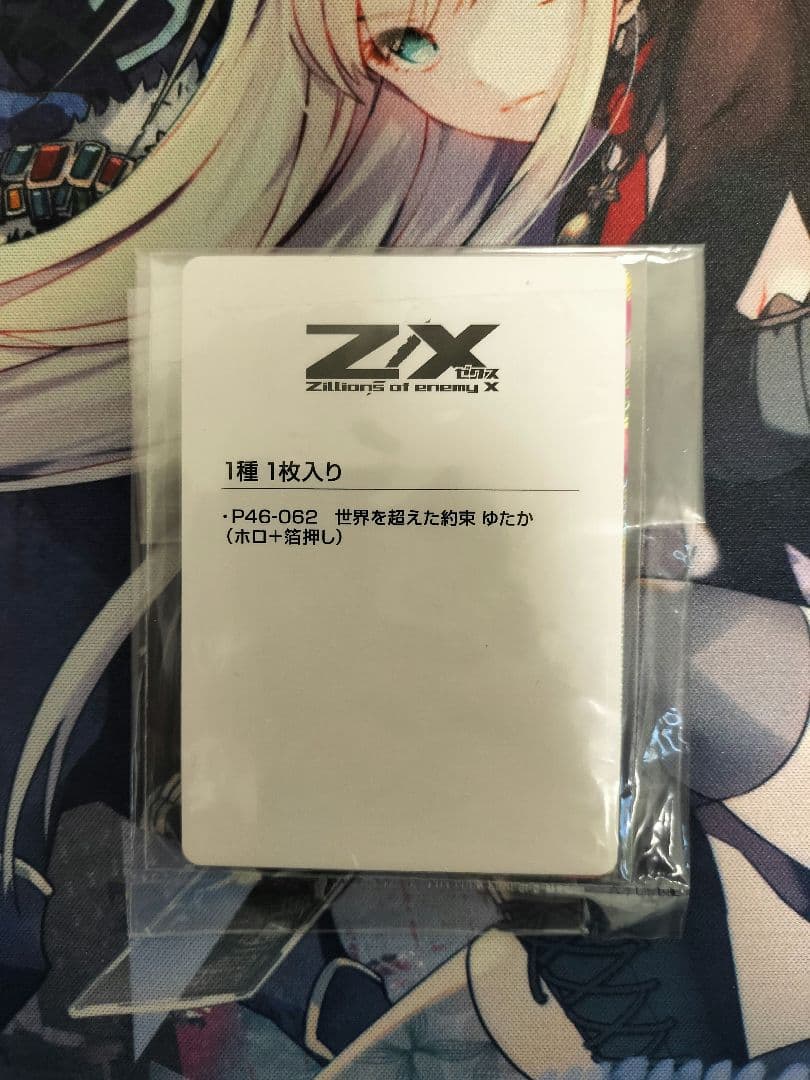 Z/X
ゼクス
Zillions of enemy X
1種 1枚入り
・P46-062　世界を超えた約束 ゆたか
（ホロ＋箔押し）